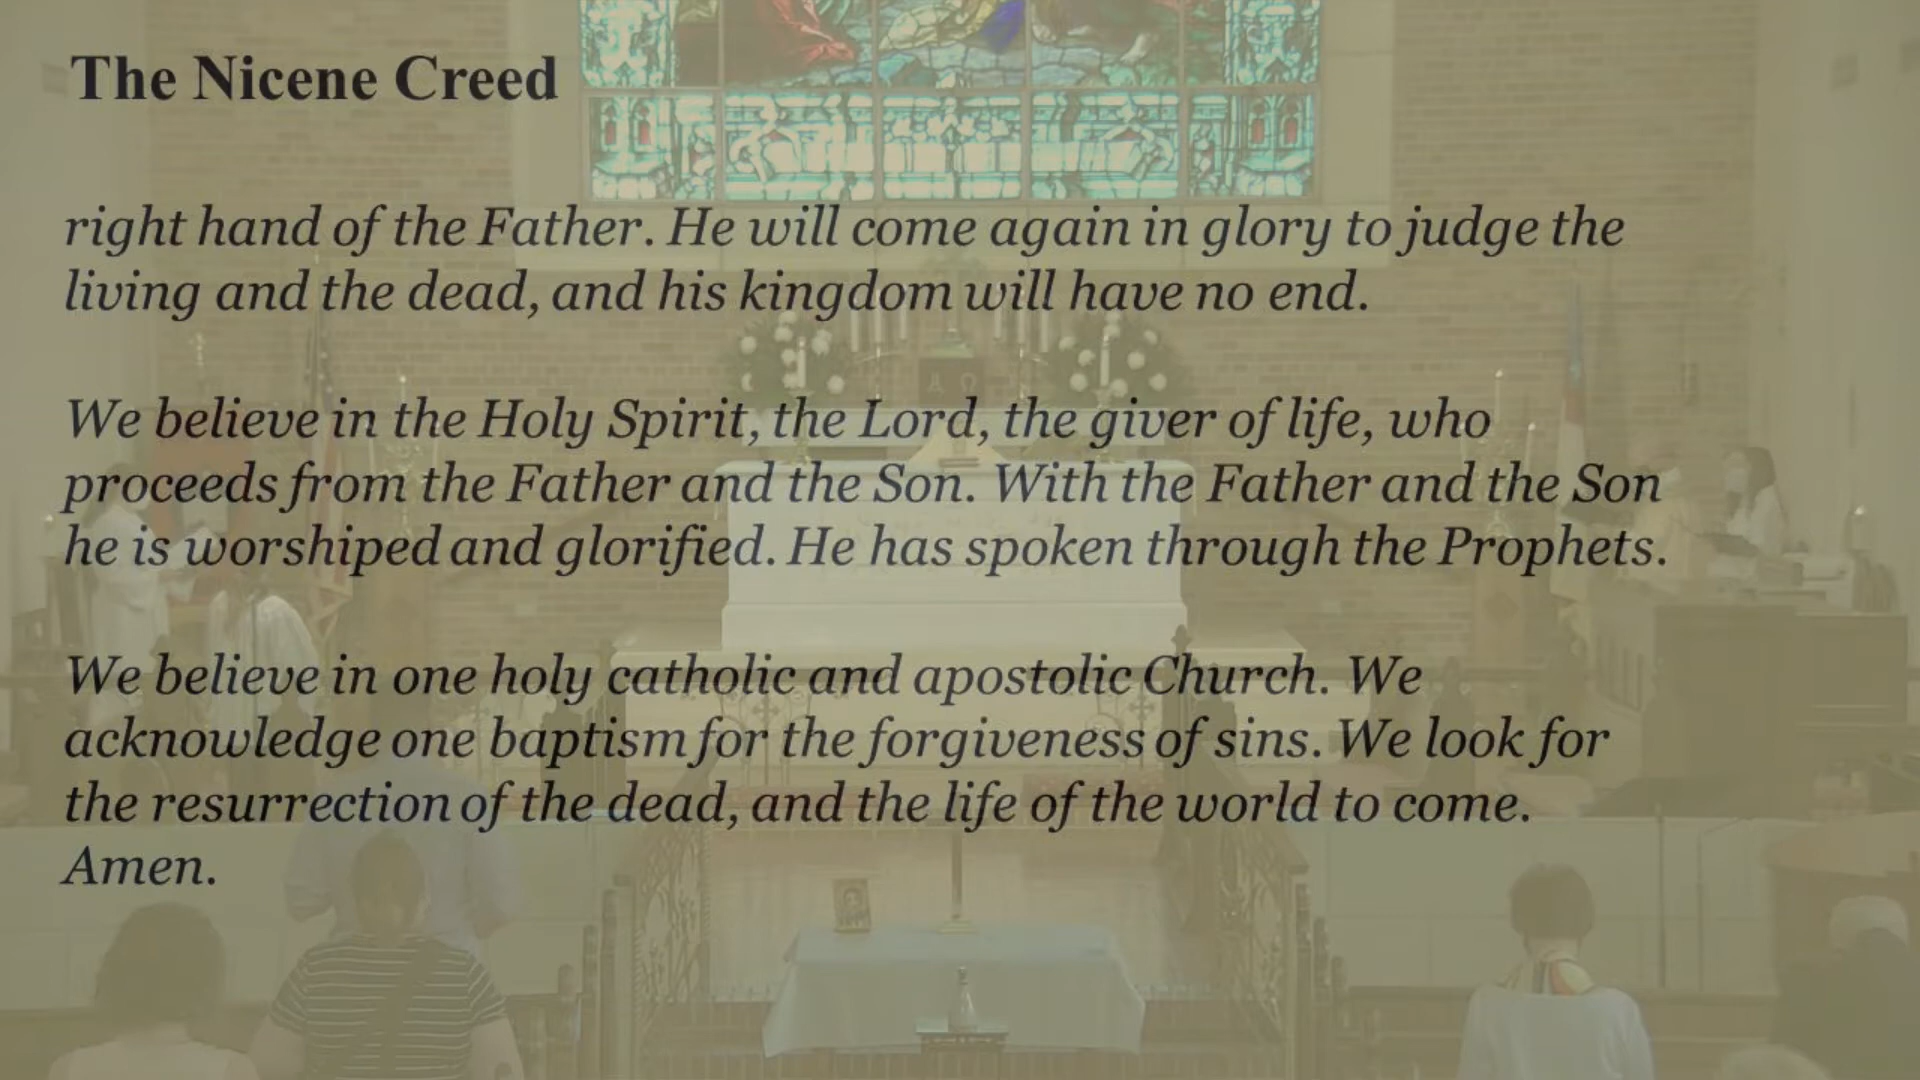 The Nicene Creed
right hand of the Father. He will come again in glory to judge the
living and the dead, and his kingdom will have no end.
We believe in the Holy Spirit, the Lord, the giver of life, who
proceeds from the Father and the Son. With the Father and the Son
he is worshiped and glorified. He has spoken through the Prophets.
We believe in one holy catholic and apostolic Church. We
acknowledge one baptism for the forgiveness of sins. We look for
the resurrection of the dead, and the life of the world to come.
Amen.